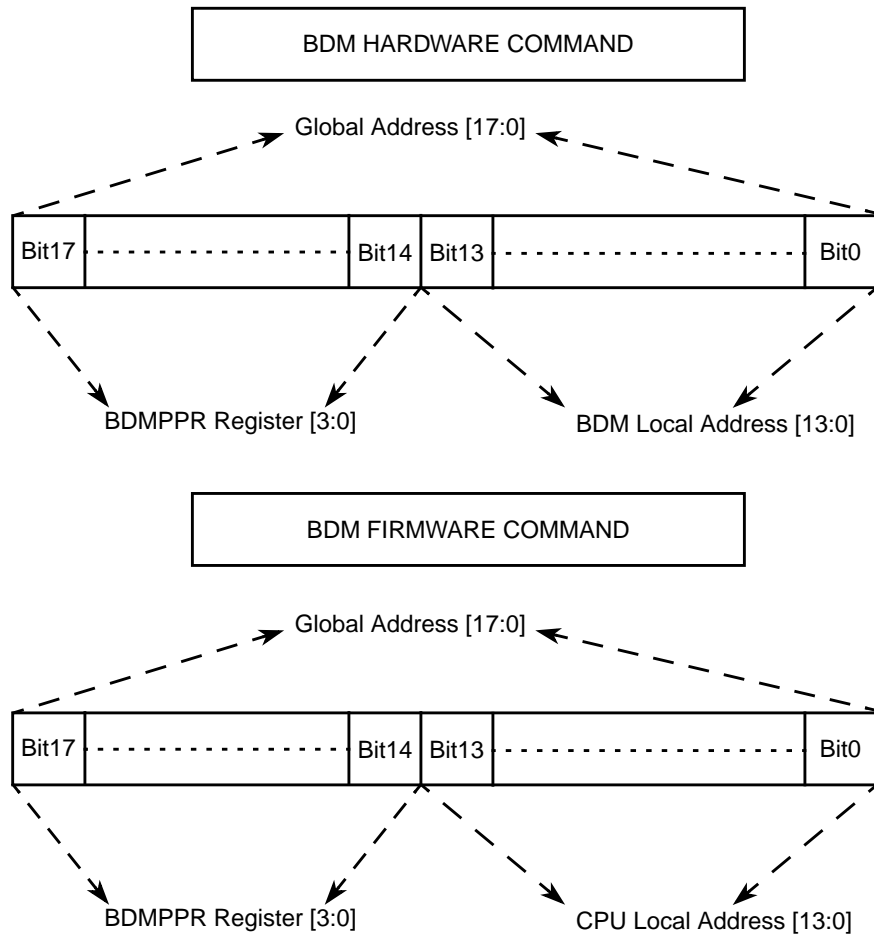 BDM HARDWARE COMMAND
Global Address [17:0]
Bit17 Bit14 Bit13 Bit0
BDMPPR Register [3:0] BDM Local Address [13:0]
BDM FIRMWARE COMMAND
Global Address [17:0]
Bit17 Bit14 Bit13 Bit0
BDMPPR Register [3:0] CPU Local Address [13:0]